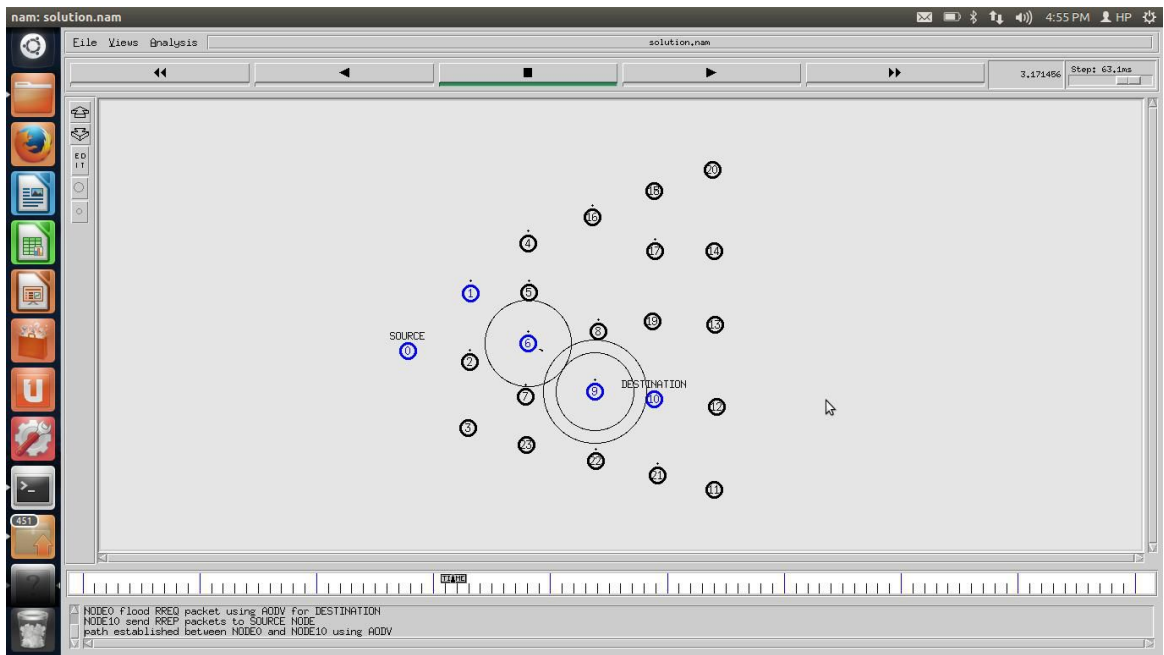 nam: solution.nam
4:55 PM HP
File Views Analysis
solution.nam
3.171456
Step: 63.1ms
ED
IT
20
18
16
4
17
14
1
5
SOURCE
0
6
8
19
13
2
DESTINATION
7
9
10
12
3
23
22
21
11
451
TIME
NODE0 flood RREQ packet using AODV for DESTINATION
NODE10 send RREP packets to SOURCE NODE
path established between NODE0 and NODE10 using AODV